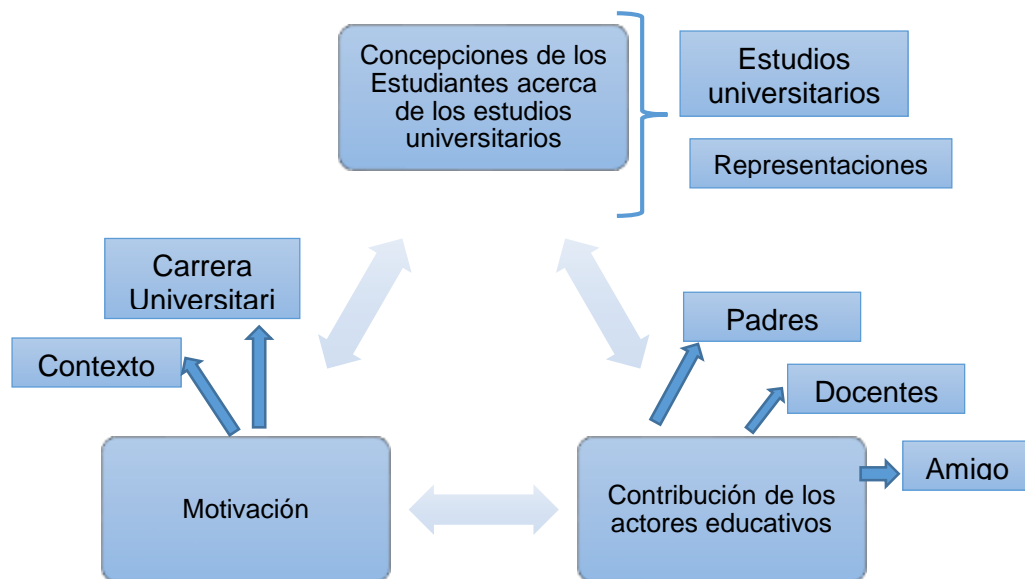 Concepciones de los
Estudiantes acerca
de los estudios
universitarios
Estudios
universitarios
Representaciones
Carrera
Universitari
Contexto
Padres
Docentes
Amigo
Motivación
Contribución de los
actores educativos